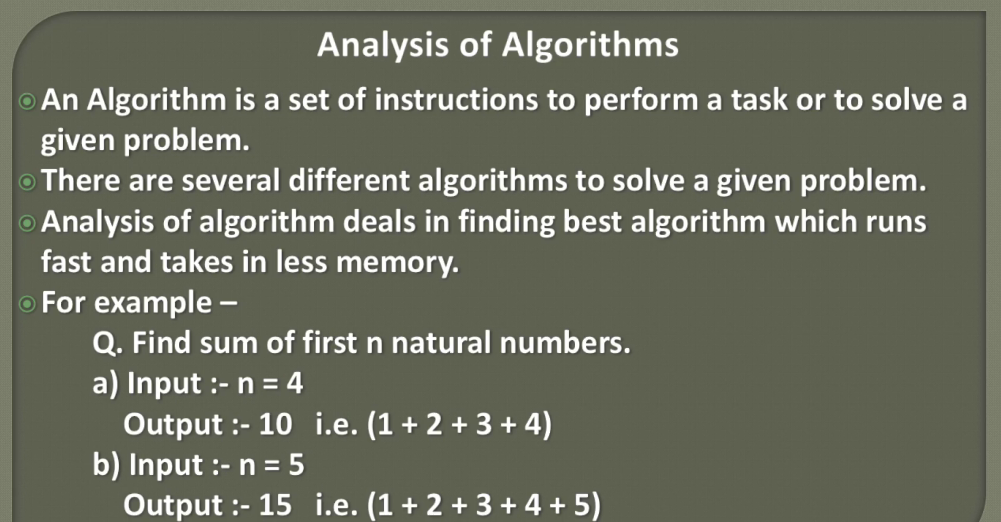 Analysis of Algorithms
An Algorithm is a set of instructions to perform a task or to solve a
given problem.
There are several different algorithms to solve a given problem.
Analysis of algorithm deals in finding best algorithm which runs
fast and takes in less memory.
For example –
Q. Find sum of first n natural numbers.
a) Input :- n = 4
Output :- 10 i.e. (1 + 2 + 3 + 4)
b) Input :- n = 5
Output :- 15 i.e. (1 + 2 + 3 + 4 + 5)